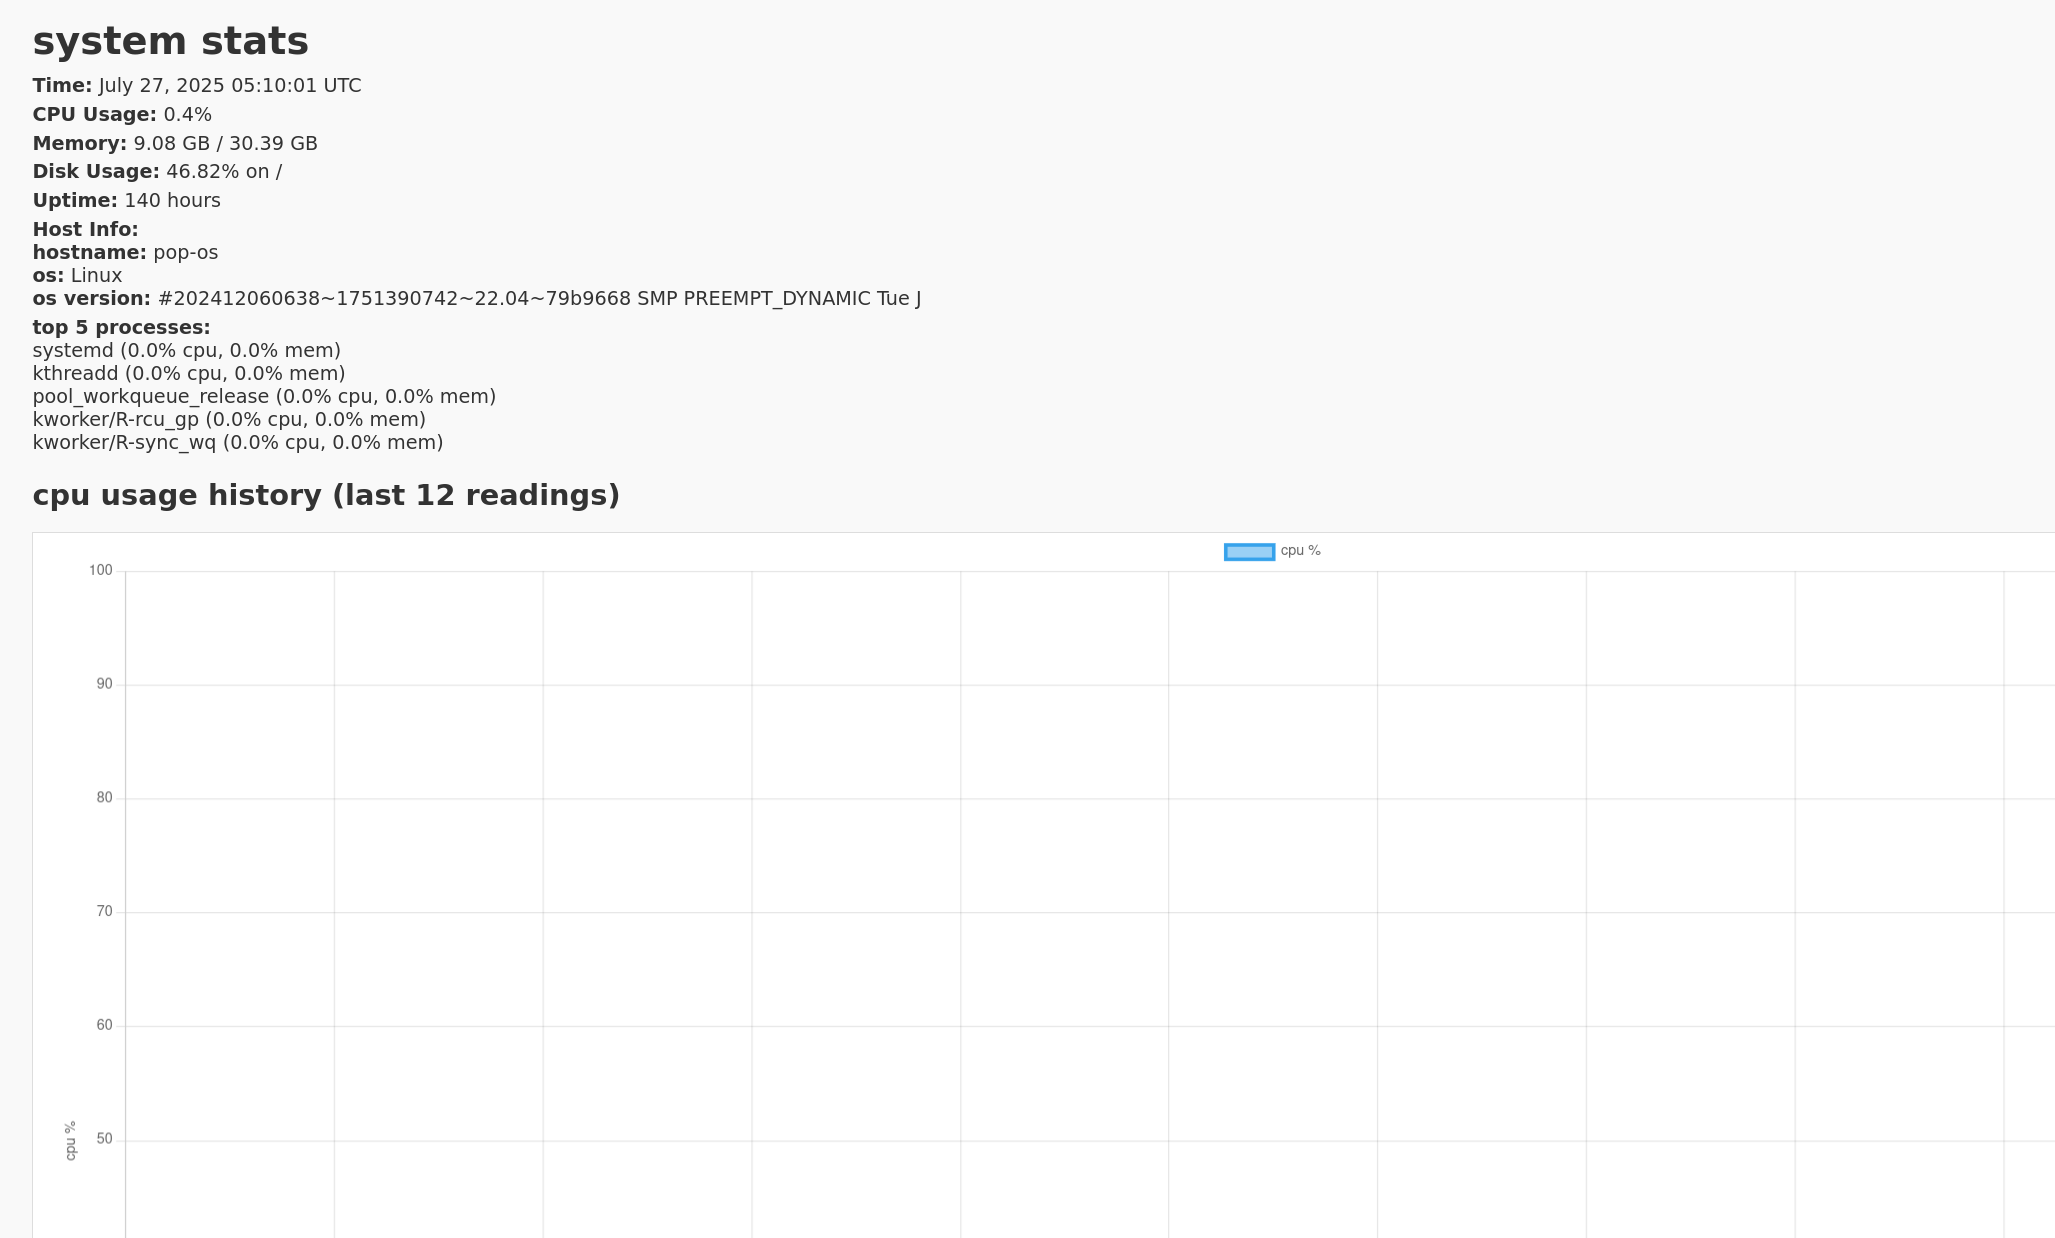 system stats
Time: July 27, 2025 05:10:01 UTC
CPU Usage: 0.4%
Memory: 9.08 GB / 30.39 GB
Disk Usage: 46.82% on /
Uptime: 140 hours
Host Info:
hostname: pop-os
os: Linux
os version: #202412060638~1751390742~22.04~79b9668 SMP PREEMPT_DYNAMIC Tue J
top 5 processes:
systemd (0.0% cpu, 0.0% mem)
kthreadd (0.0% cpu, 0.0% mem)
pool_workqueue_release (0.0% cpu, 0.0% mem)
kworker/R-rcu_gp (0.0% cpu, 0.0% mem)
kworker/R-sync_wq (0.0% cpu, 0.0% mem)
cpu usage history (last 12 readings)
cpu %
100
90
80
70
60
50
cpu %